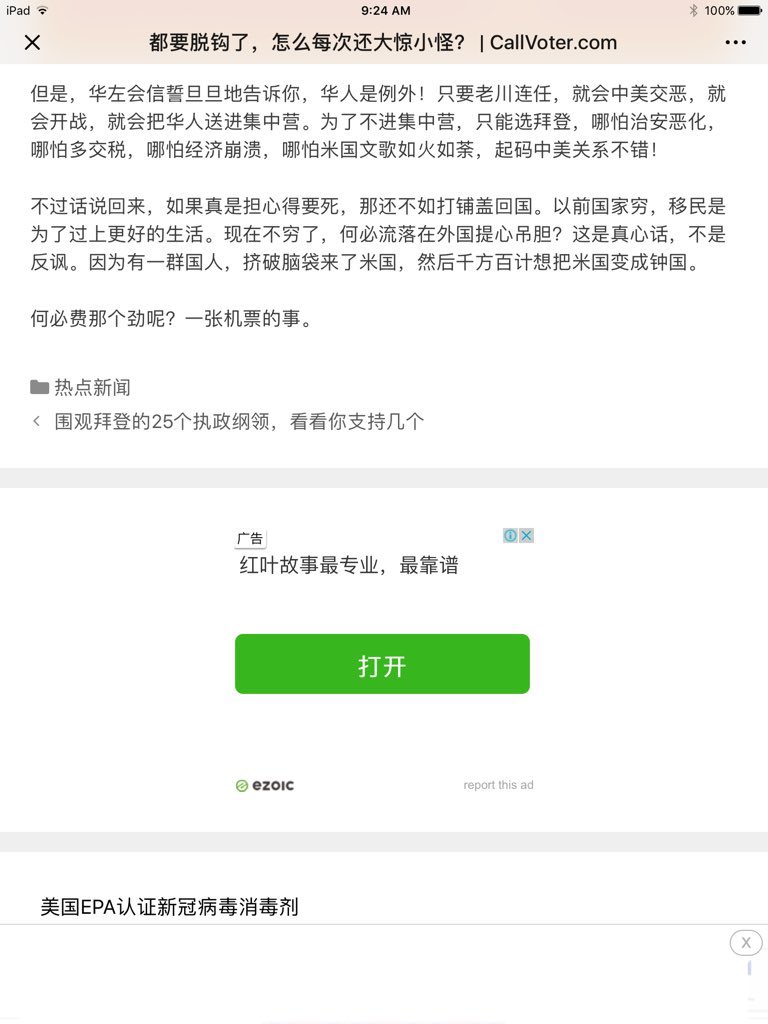 iPad 9:24 AM 100%
都要脱钩了，怎么每次还大惊小怪？ | CallVoter.com
但是，华左会信誓旦旦地告诉你，华人是例外！只要老川连任，就会中美交恶，就
会开战，就会把华人送进集中营。为了不进集中营，只能选拜登，哪怕治安恶化，
哪怕多交税，哪怕经济崩溃，哪怕米国文歌如火如荼，起码中美关系不错！
不过话说回来，如果真是担心得要死，那还不如打铺盖回国。以前国家穷，移民是
为了过上更好的生活。现在不穷了，何必流落在外国提心吊胆？这是真心话，不是
反讽。因为有一群国人，挤破脑袋来了米国，然后千方百计想把米国变成钟国。
何必费那个劲呢？一张机票的事。
热点新闻
围观拜登的25个执政纲领，看看你支持几个
广告
红叶故事最专业，最靠谱
打开
ezoic report this ad
美国EPA认证新冠病毒消毒剂
X